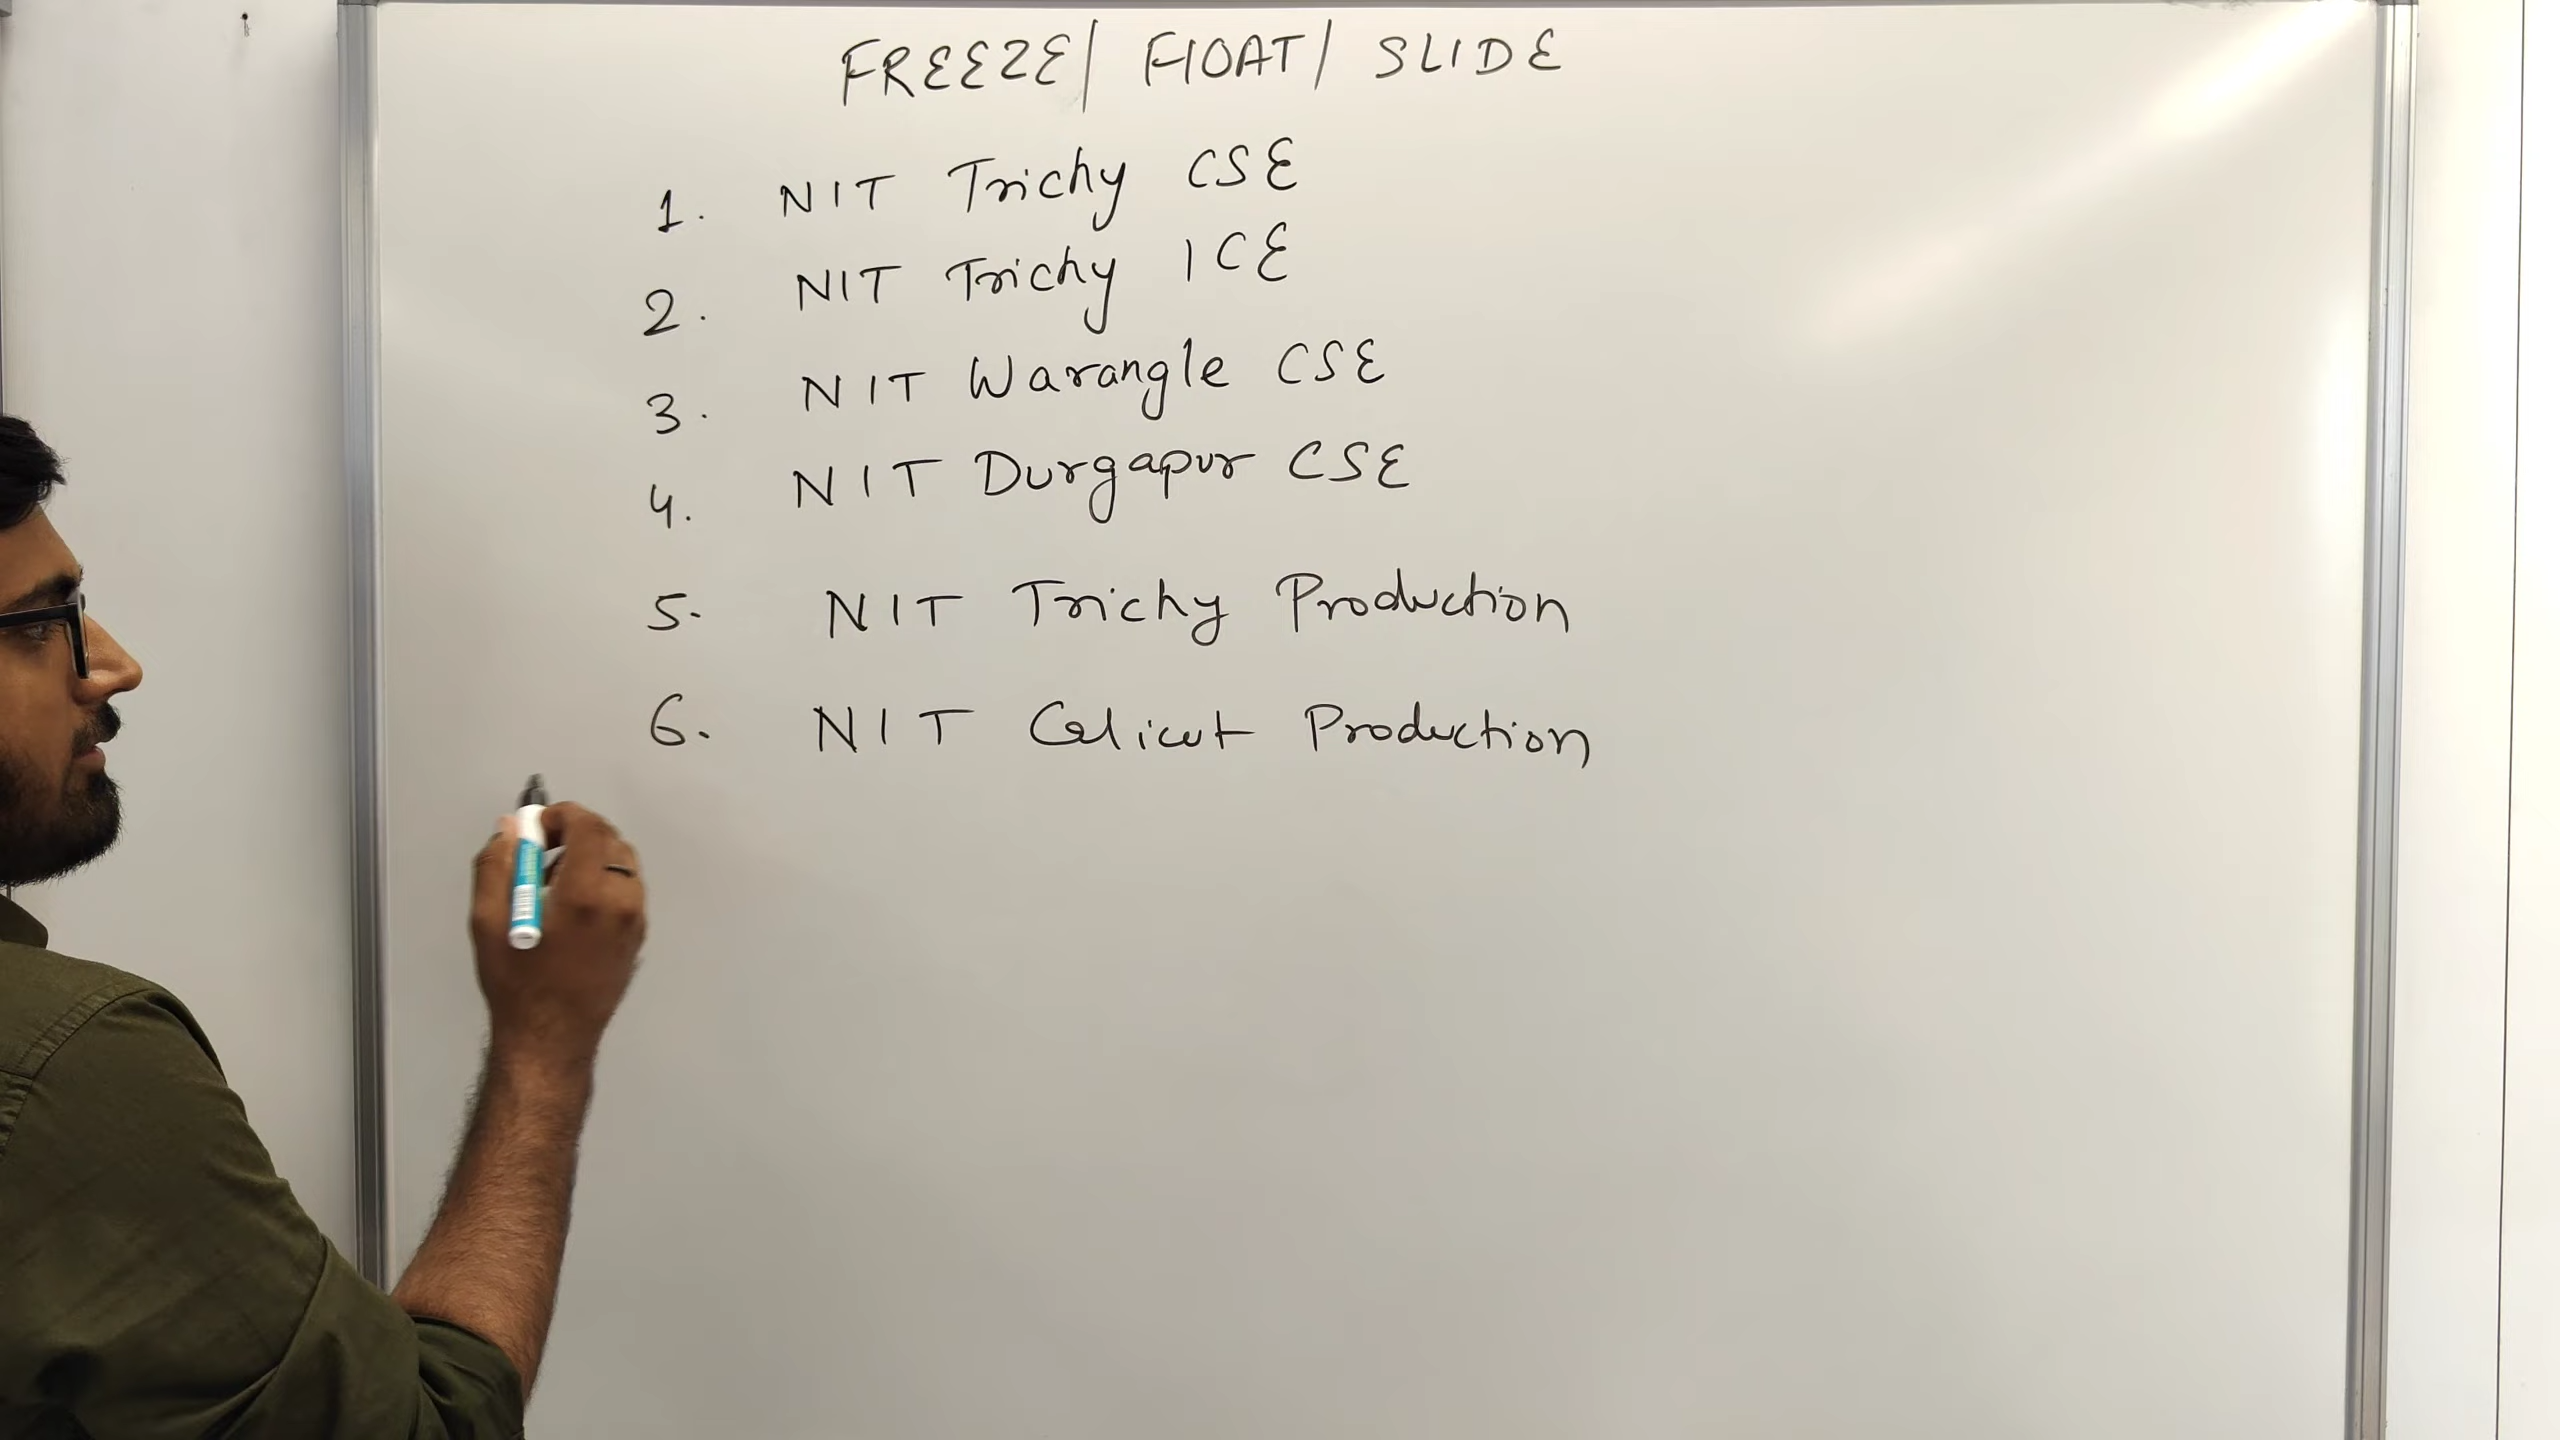 FREEZE/ FlOAT/ SLIDE
1. NIT Trichy CSE
2. NIT Trichy ICE
3. NIT Warangle CSE
4. NIT Durgapur CSE
5. NIT Trichy Production
6. NIT Calicut Production